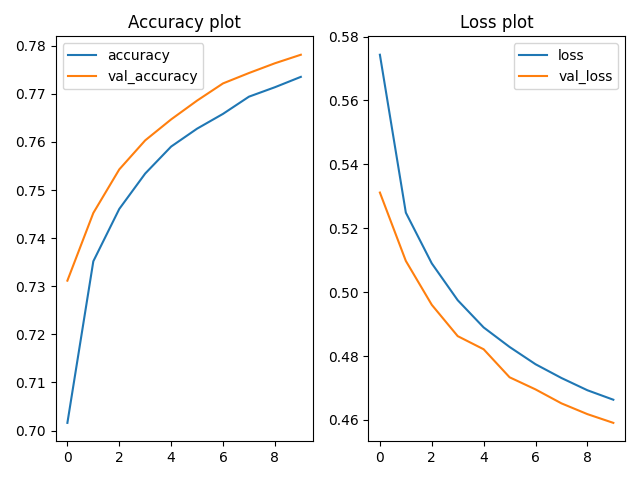 Accuracy plot
accuracy
val_accuracy
0.78
0.77
0.76
0.75
0.74
0.73
0.72
0.71
0.70
0 2 4 6 8
Loss plot
loss
val_loss
0.58
0.56
0.54
0.52
0.50
0.48
0.46
0 2 4 6 8